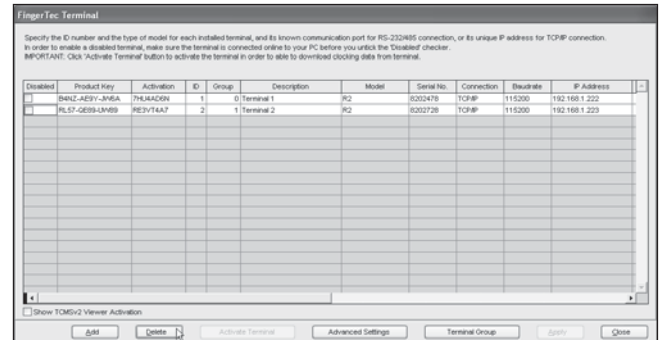 FingerTec Terminal
Specify the ID number and the type of model for each installed terminal, and its known communication port for RS-232/485 connection, or its unique IP address for TCP/IP connection.
In order to enable a disabled terminal, make sure the terminal is connected online to your PC before you untick the 'Disabled' checker.
IMPORTANT: Click 'Activate Terminal' button to activate the terminal in order to able to download clocking data from terminal.
Disabled Product Key Activation ID Group Description Model Serial No. Connection Baudrate IP Address
7HU4AD6N 1 0 Terminal 1 R2 8202478 TCP/IP 115200 192.168.1.222
RE3VT4A7 2 1 Terminal 2 R2 8202728 TCP/IP 115200 192.168.1.223
Show TCMSv2 Viewer Activation
Add Delete Activate Terminal Advanced Settings Terminal Group Apply Close